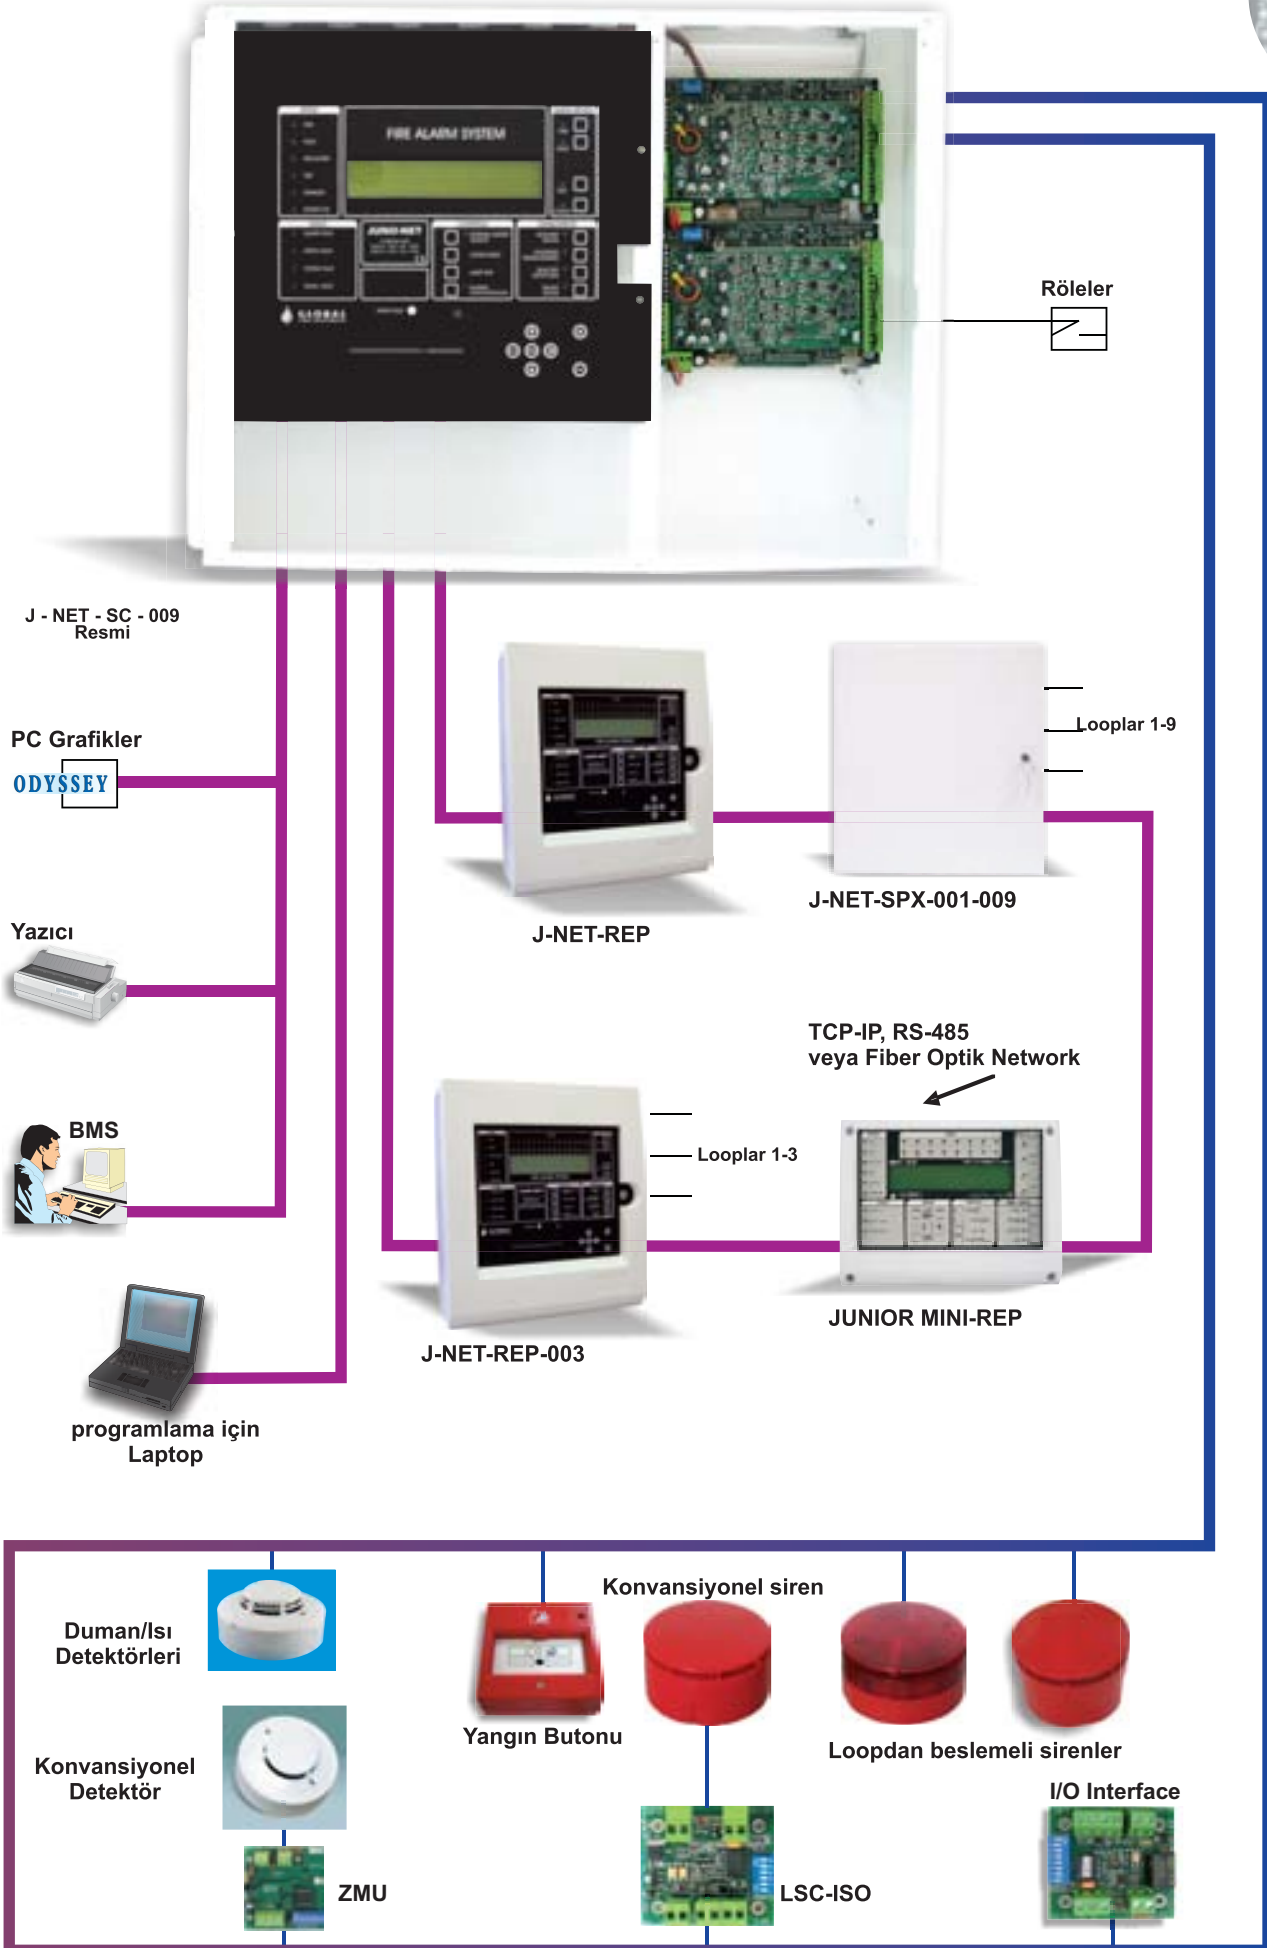 FIRE ALARM SYSTEM
JUNO-NET
GLOBAL
Röleler
J - NET - SC - 009
Resmi
PC Grafikler
ODYSSEY
Looplar 1-9
J-NET-SPX-001-009
J-NET-REP
Yazıcı
TCP-IP, RS-485
veya Fiber Optik Network
BMS
Looplar 1-3
JUNIOR MINI-REP
J-NET-REP-003
programlama için
Laptop
Konvansiyonel siren
Duman/Isı
Detektörleri
Yangın Butonu
Loopdan beslemeli sirenler
Konvansiyonel
Detektör
I/O Interface
ZMU
LSC-ISO